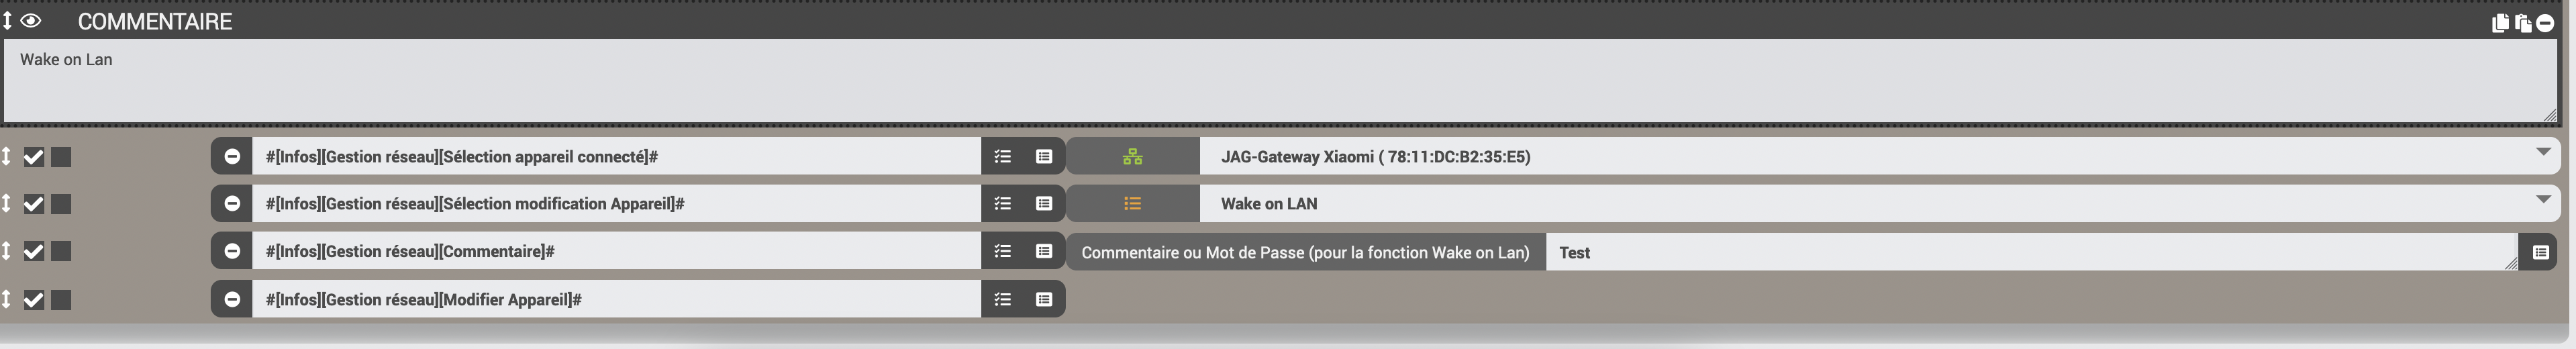 COMMENTAIRE
Wake on Lan
#[Infos][Gestion réseau][Sélection appareil connecté]# JAG-Gateway Xiaomi ( 78:11:DC:B2:35:E5)
#[Infos][Gestion réseau][Sélection modification Appareil]# Wake on LAN
#[Infos][Gestion réseau][Commentaire]# Commentaire ou Mot de Passe (pour la fonction Wake on Lan) Test
#[Infos][Gestion réseau][Modifier Appareil]#